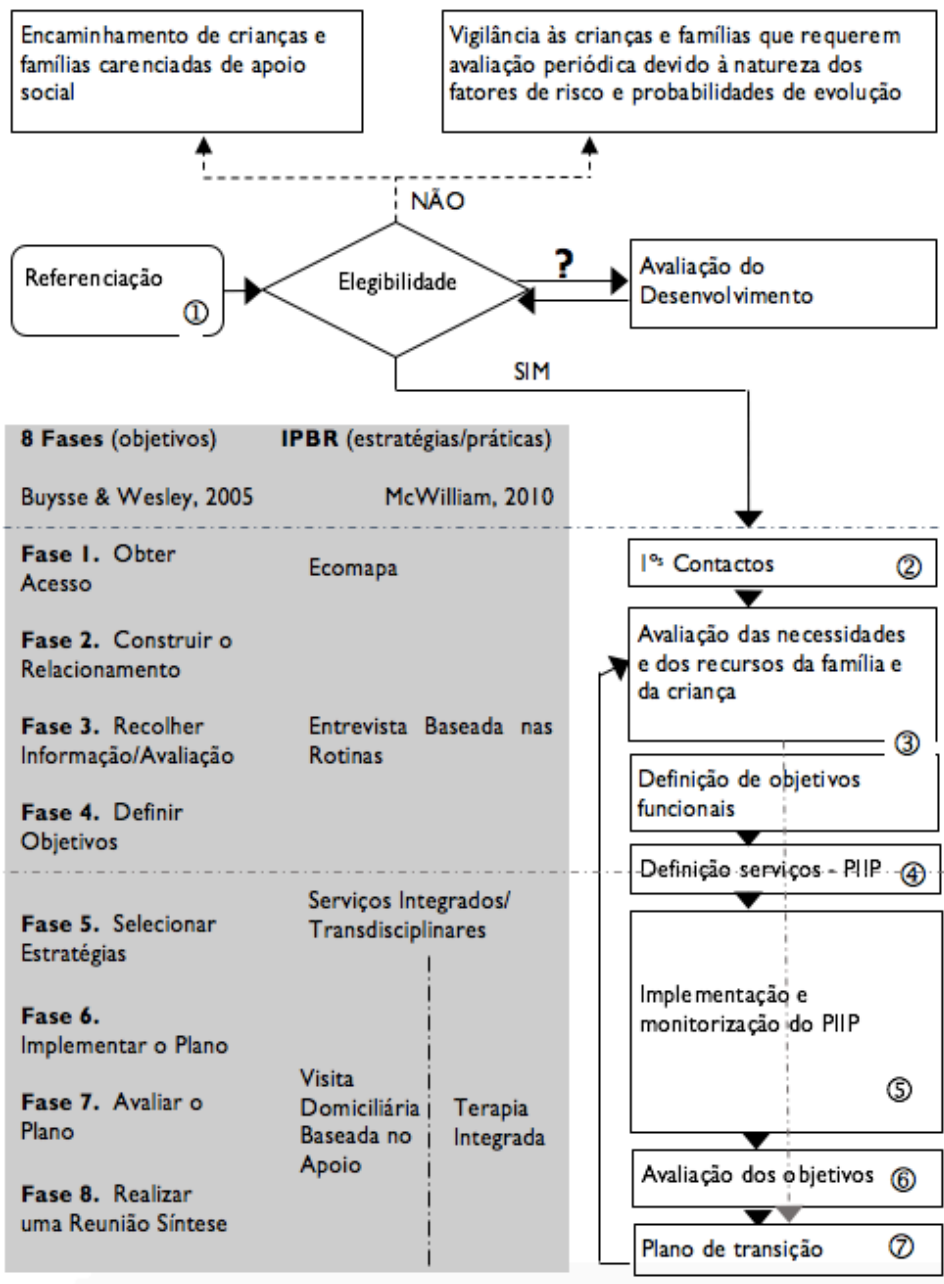 Encaminhamento de crianças e
famílias carenciadas de apoio
social
Vigilância às crianças e famílias que requerem
avaliação periódica devido à natureza dos
fatores de risco e probabilidades de evolução
NÃO
Referenciação
①
Elegibilidade
?
Avaliação do
Desenvolvimento
SIM
8 Fases (objetivos)
IPBR (estratégias/práticas)
Buysse & Wesley, 2005
McWilliam, 2010
Fase 1. Obter
Acesso
Ecomapa
Fase 2. Construir o
Relacionamento
Fase 3. Recolher
Informação/Avaliação
Entrevista Baseada nas
Rotinas
Fase 4. Definir
Objetivos
Fase 5. Selecionar
Estratégias
Serviços Integrados/
Transdisciplinares
Fase 6.
Implementar o Plano
Fase 7. Avaliar o
Plano
Visita
Domiciliária
Baseada no
Apoio
Terapia
Integrada
Fase 8. Realizar
uma Reunião Síntese
1ºs Contactos ②
Avaliação das necessidades
e dos recursos da família e
da criança
③
Definição de objetivos
funcionais
Definição serviços - PIIP ④
Implementação e
monitorização do PIIP
⑤
Avaliação dos objetivos ⑥
Plano de transição ⑦